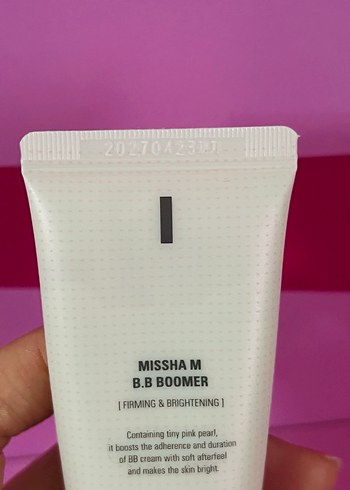 20270423
MISSHA M
B.B BOOMER
[ FIRMING & BRIGHTENING ]
Containing tiny pink pearl,
it boosts the adherence and duration
of BB cream with soft afterfeel
and makes the skin bright.